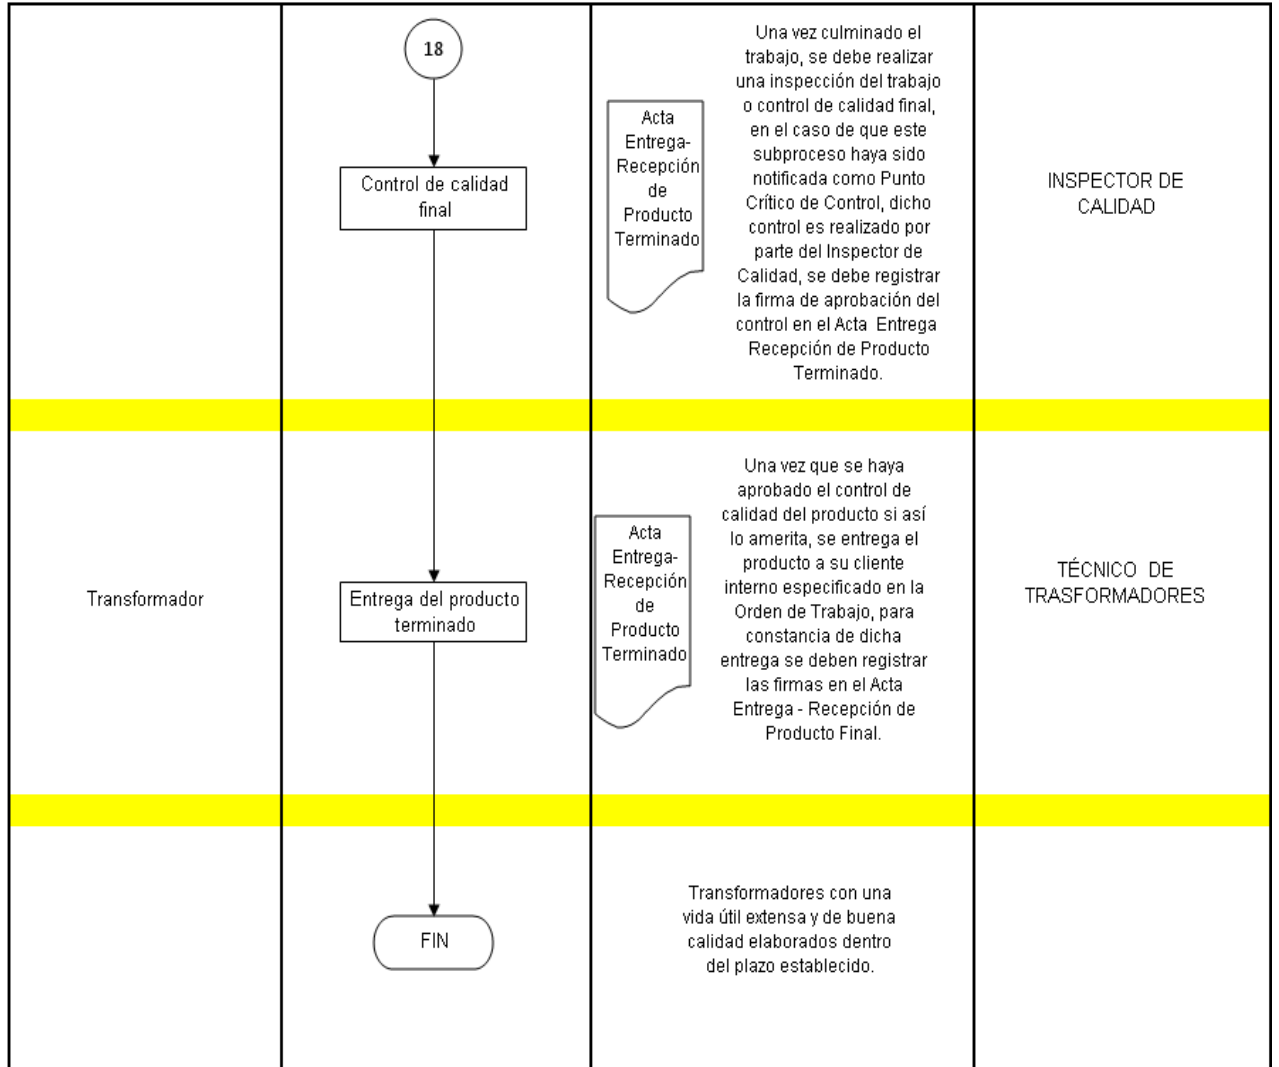 18
Control de calidad
final
Acta
Entrega-
Recepción
de
Producto
Terminado
Una vez culminado el
trabajo, se debe realizar
una inspección del trabajo
o control de calidad final,
en el caso de que este
subproceso haya sido
notificada como Punto
Crítico de Control, dicho
control es realizado por
parte del Inspector de
Calidad, se debe registrar
la firma de aprobación del
control en el Acta Entrega
Recepción de Producto
Terminado.
INSPECTOR DE
CALIDAD
Transformador
Entrega del producto
terminado
Acta
Entrega-
Recepción
de
Producto
Terminado
Una vez que se haya
aprobado el control de
calidad del producto si así
lo amerita, se entrega el
producto a su cliente
interno especificado en la
Orden de Trabajo, para
constancia de dicha
entrega se deben registrar
las firmas en el Acta
Entrega - Recepción de
Producto Final.
TÉCNICO DE
TRASFORMADORES
FIN
Transformadores con una
vida útil extensa y de buena
calidad elaborados dentro
del plazo establecido.